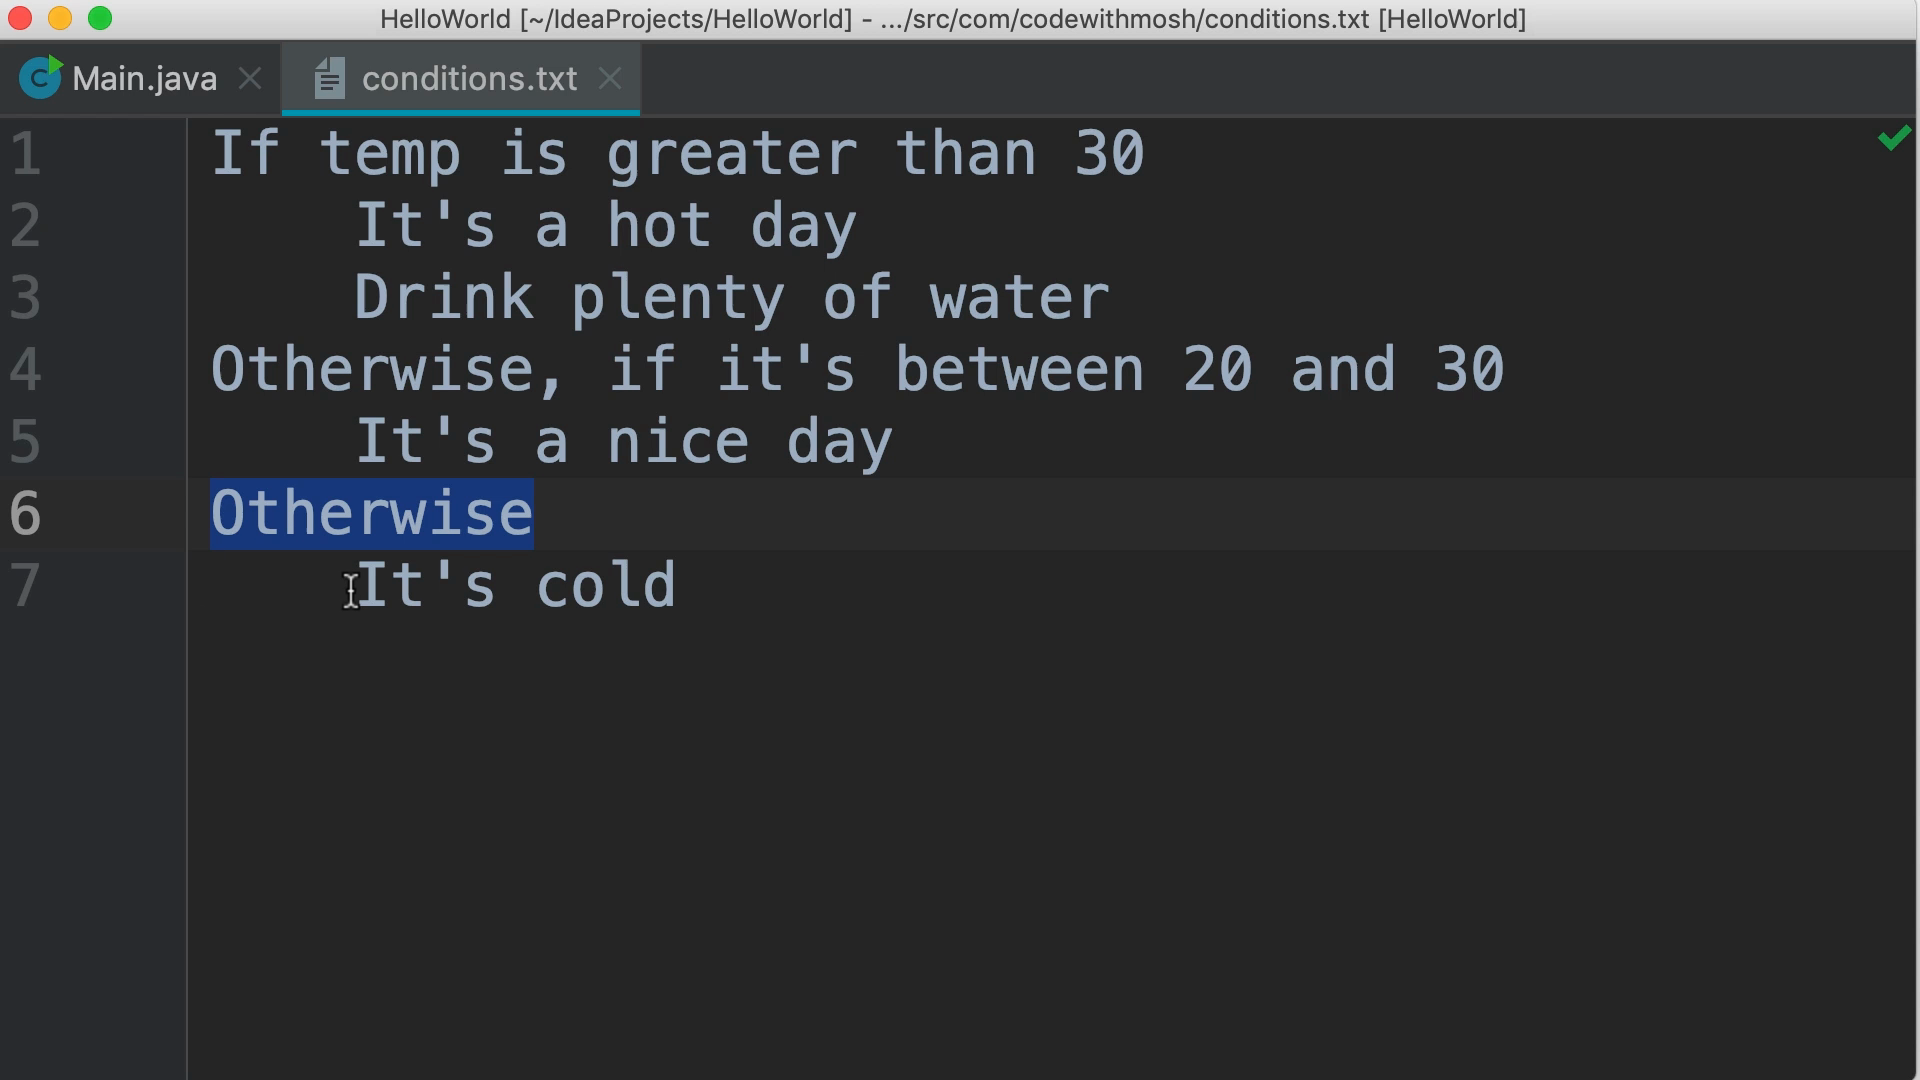 HelloWorld [~/IdeaProjects/HelloWorld] - .../src/com/codewithmosh/conditions.txt [HelloWorld]
C Main.java conditions.txt
1 If temp is greater than 30
2 It's a hot day
3 Drink plenty of water
4 Otherwise, if it's between 20 and 30
5 It's a nice day
6 Otherwise
7 It's cold